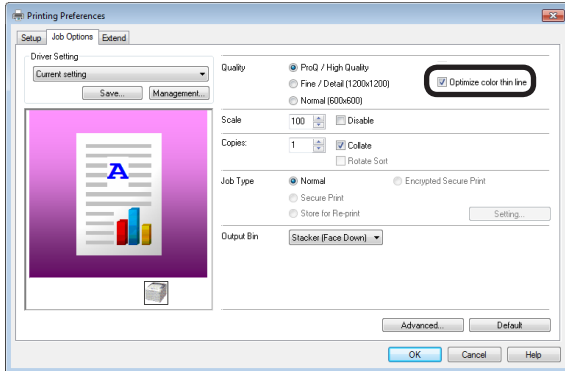 Printing Preferences
Setup Job Options Extend
Driver Setting
Current setting
Save... Management...
A
Quality ProQ / High Quality
Fine / Detail (1200x1200)
Normal (600x600)
Optimize color thin line
Scale 100 Disable
Copies: 1 Collate
Rotate Sort
Job Type Normal Encrypted Secure Print
Secure Print
Store for Re-print Setting...
Output Bin Stacker (Face Down)
Advanced... Default
OK Cancel Help